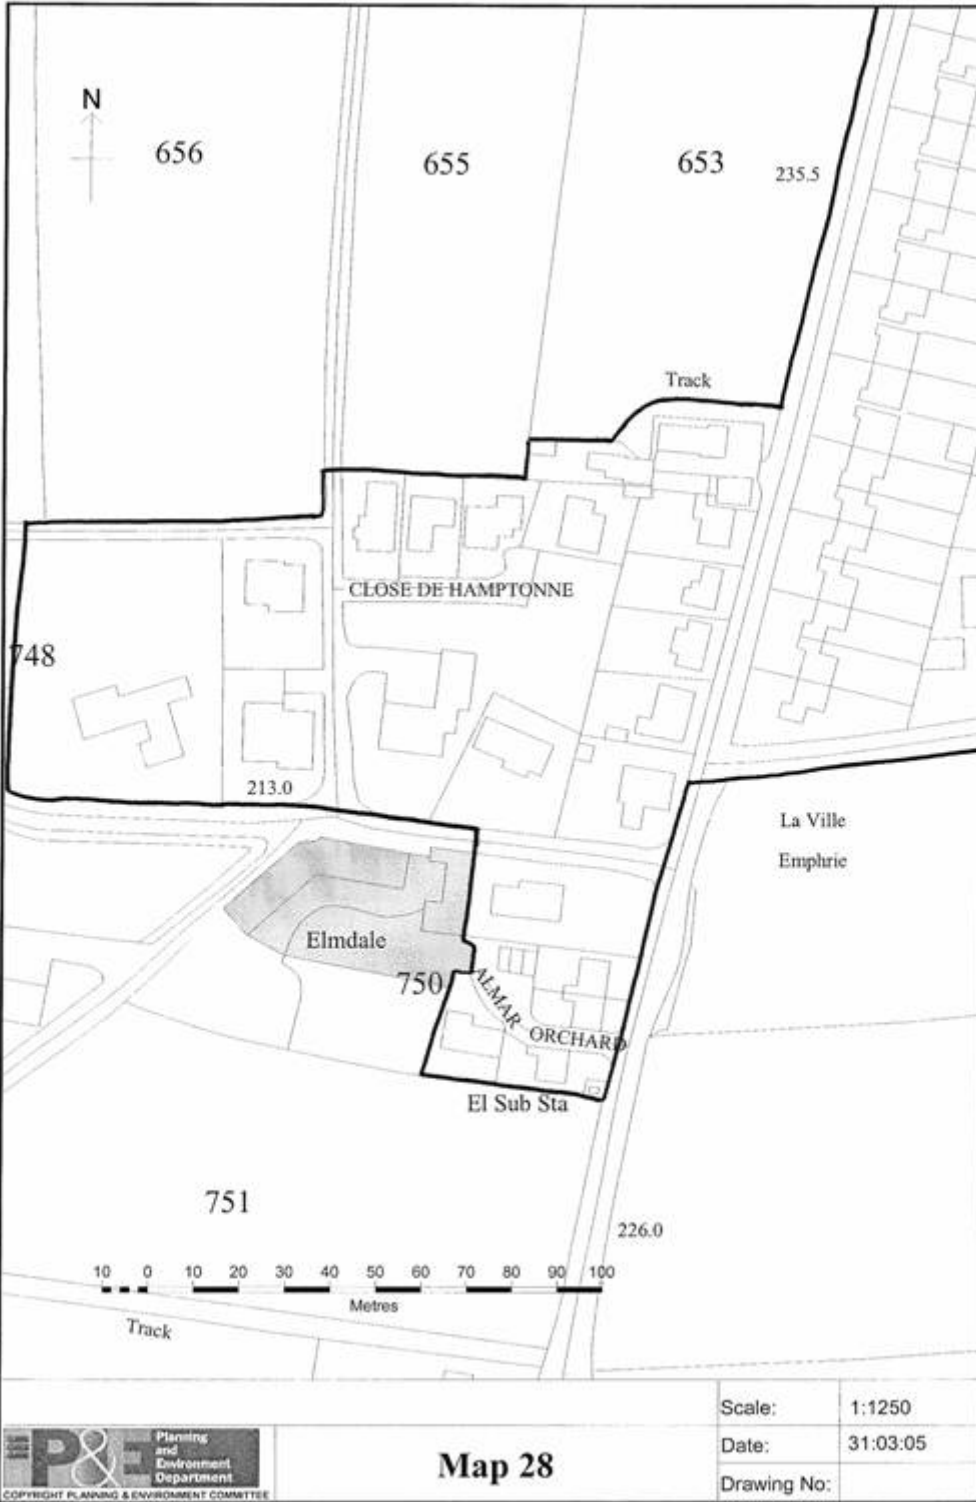 N
656
655
653
235.5
Track
CLOSE DE HAMPTONNE
748
213.0
La Ville
Emphrie
Elmdale
750
ALMAR ORCHARD
El Sub Sta
751
226.0
10 0 10 20 30 40 50 60 70 80 90 100
Metres
Track
Scale: 1:1250
P&E
Planning
and
Environment
Department
COPYRIGHT PLANNING & ENVIRONMENT COMMITTEE
Map 28
Date: 31:03:05
Drawing No: